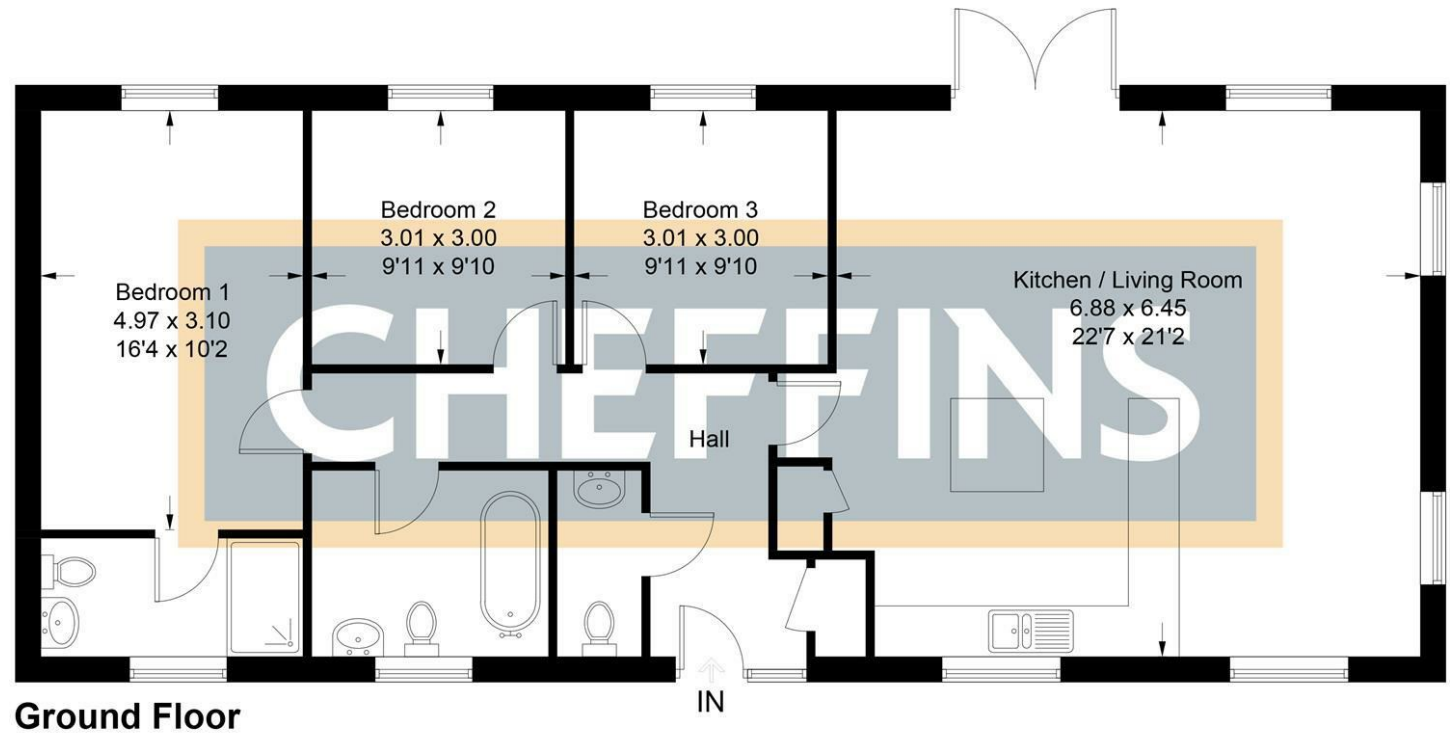 Bedroom 1
4.97 x 3.10
16'4 x 10'2
Bedroom 2
3.01 x 3.00
9'11 x 9'10
Bedroom 3
3.01 x 3.00
9'11 x 9'10
Kitchen / Living Room
6.88 x 6.45
22'7 x 21'2
CHEFFINS
Hall
IN
Ground Floor